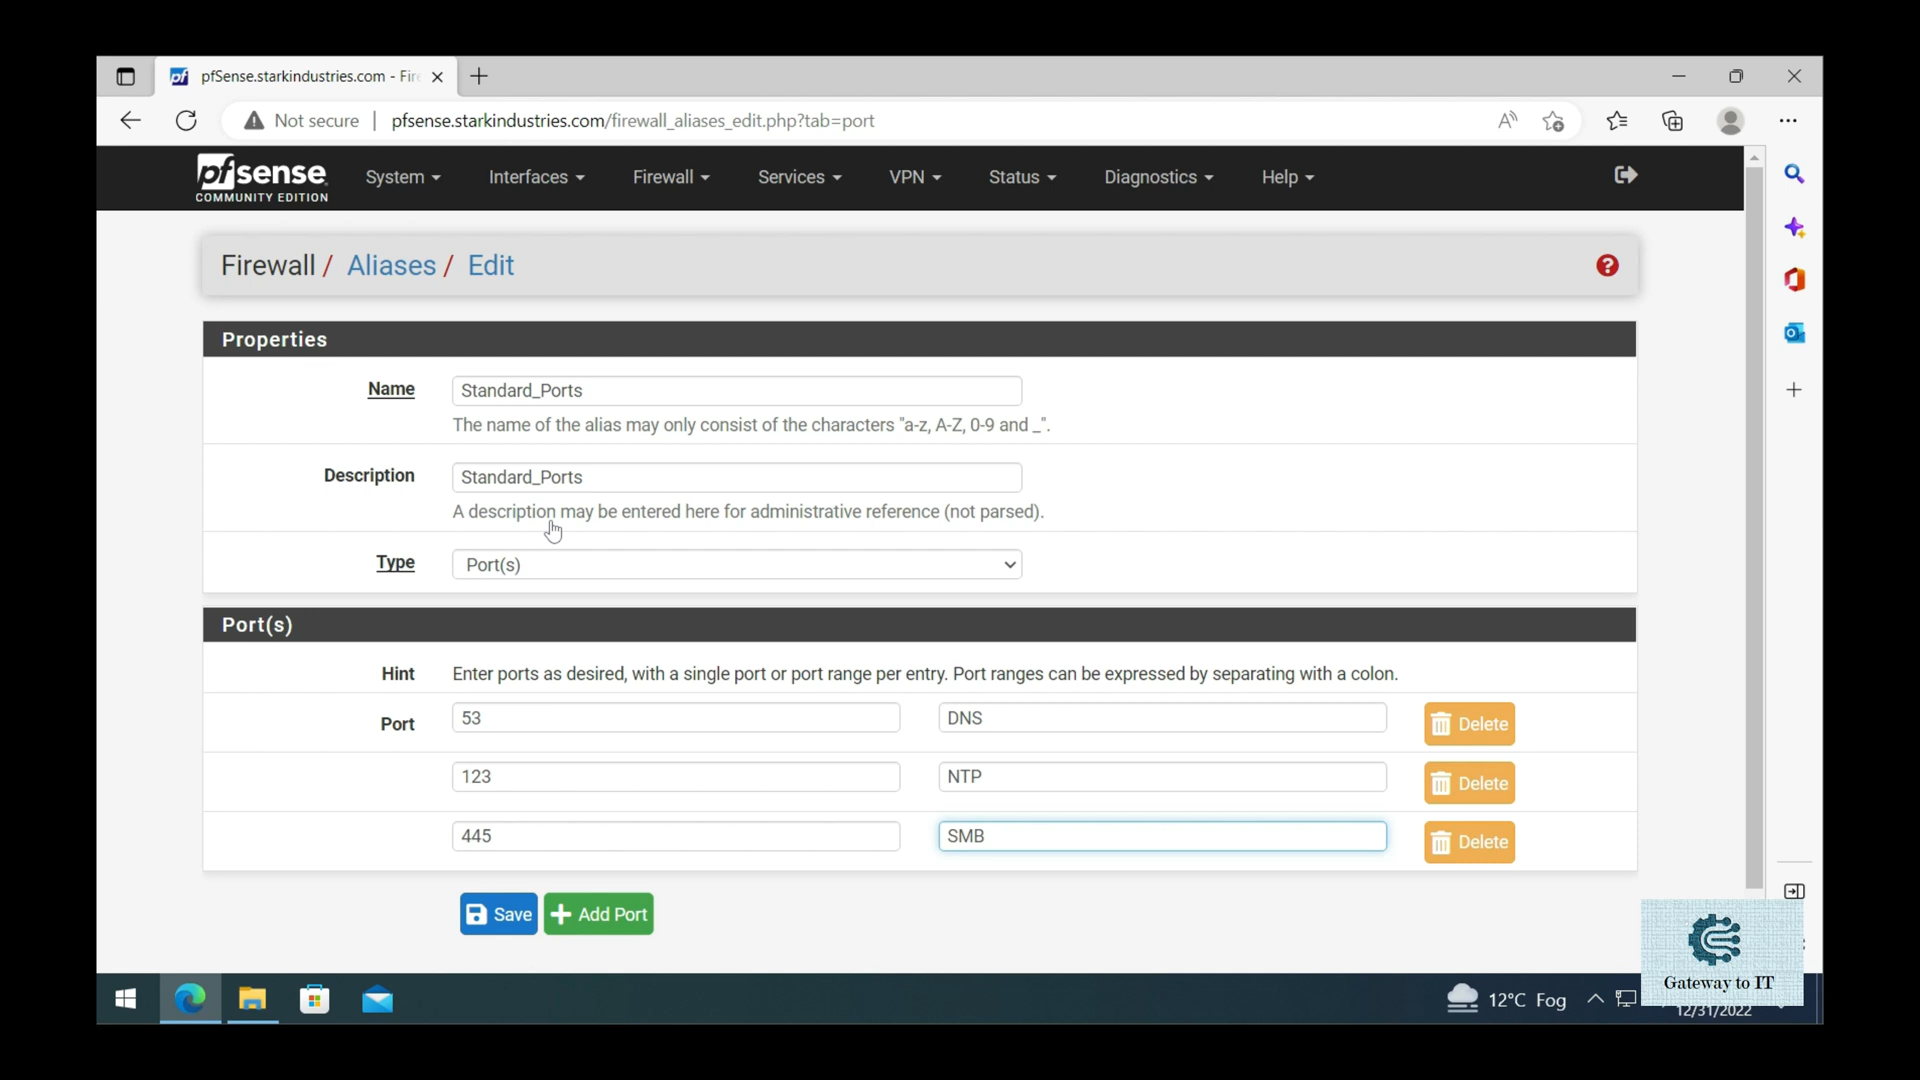 pfSense.starkindustries.com - Fire
Not secure | pfsense.starkindustries.com/firewall_aliases_edit.php?tab=port
pfsense
COMMUNITY EDITION
System Interfaces Firewall Services VPN Status Diagnostics Help
Firewall / Aliases / Edit
Properties
Name Standard_Ports
The name of the alias may only consist of the characters "a-z, A-Z, 0-9 and _".
Description Standard_Ports
A description may be entered here for administrative reference (not parsed).
Type Port(s)
Port(s)
Hint Enter ports as desired, with a single port or port range per entry. Port ranges can be expressed by separating with a colon.
Port 53 DNS Delete
123 NTP Delete
445 SMB Delete
Save Add Port
Gateway to IT
12°C Fog
12/31/2022